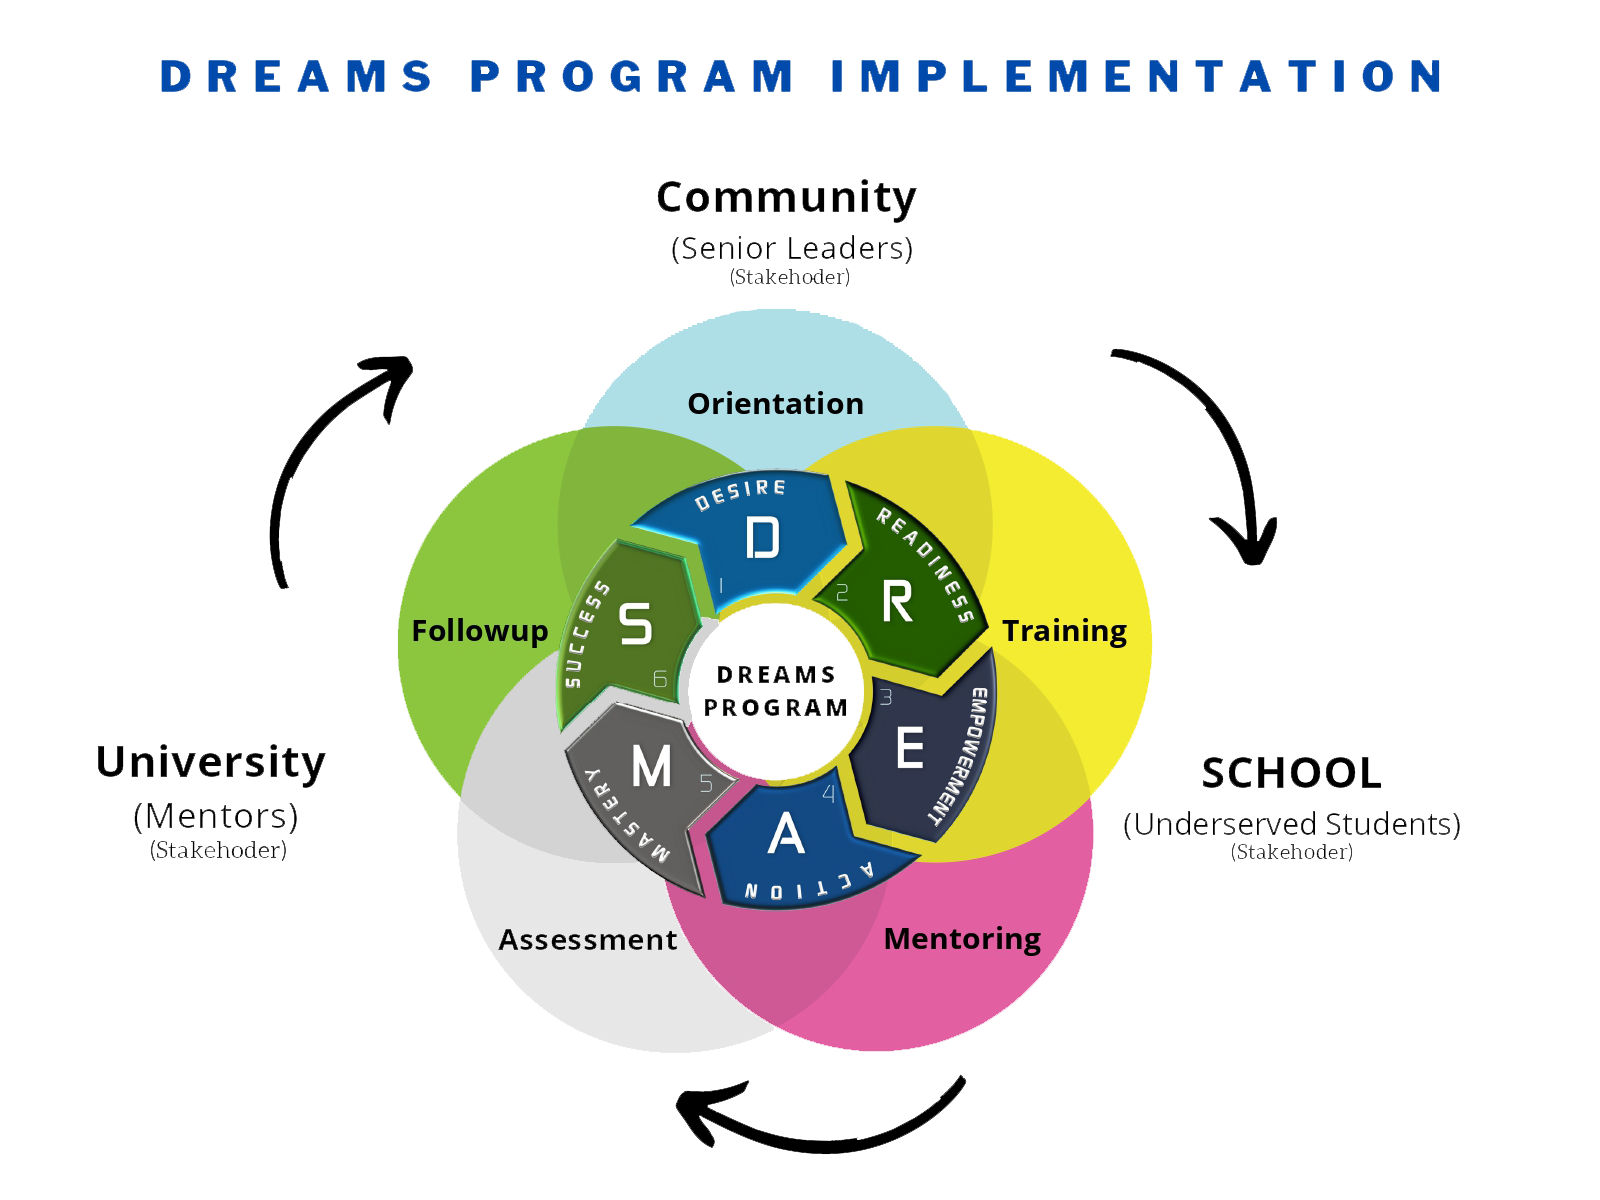 DREAMS PROGRAM IMPLEMENTATION
Community
(Senior Leaders)
(Stakehoder)
Orientation
DESIRE
D
1
READINESS
R
2
Training
EMPOWERMENT
E
3
ACTION
A
4
MASTERY
M
5
SUCCESS
S
6
Followup
DREAMS
PROGRAM
University
(Mentors)
(Stakehoder)
SCHOOL
(Underserved Students)
(Stakehoder)
Assessment
Mentoring